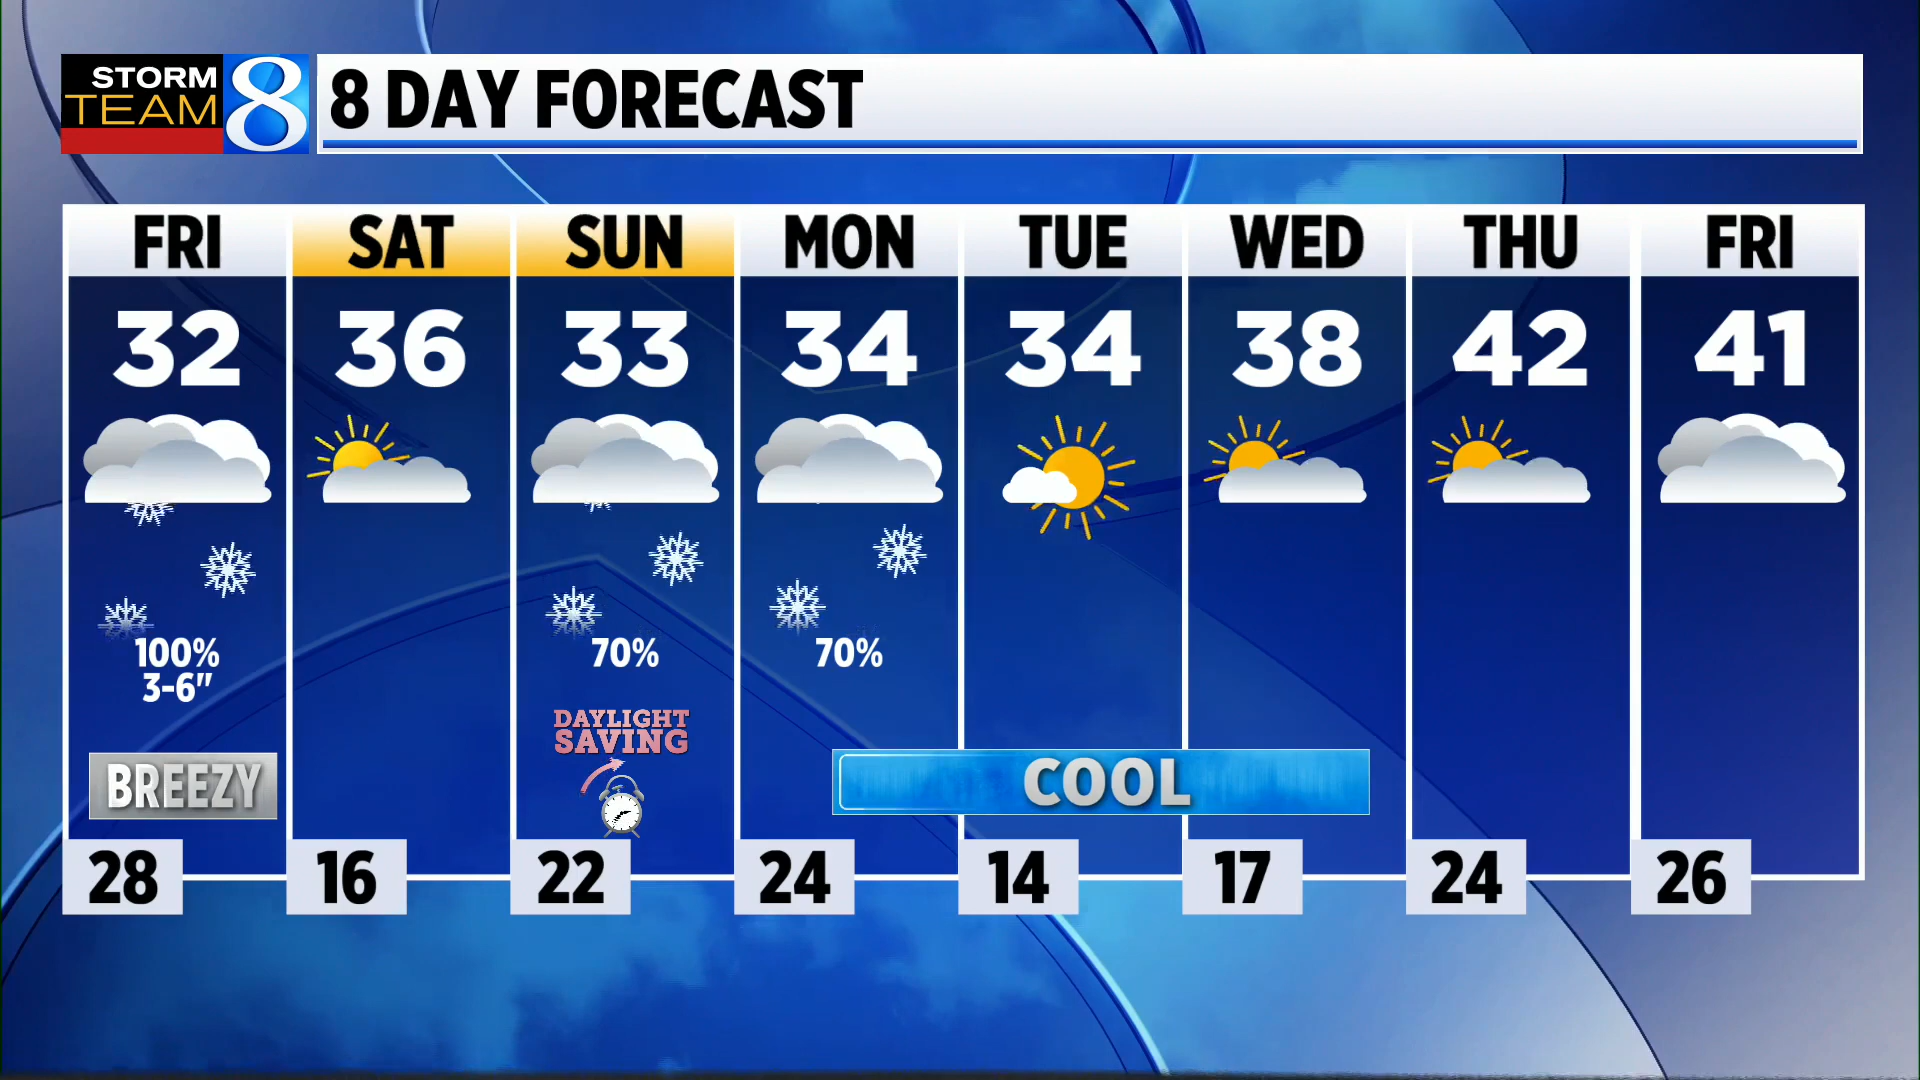 STORM
TEAM
8
8 DAY FORECAST
FRI SAT SUN MON TUE WED THU FRI
32 36 33 34 34 38 42 41
100% 70% 70%
3-6"
DAYLIGHT
SAVING
BREEZY COOL
28 16 22 24 14 17 24 26